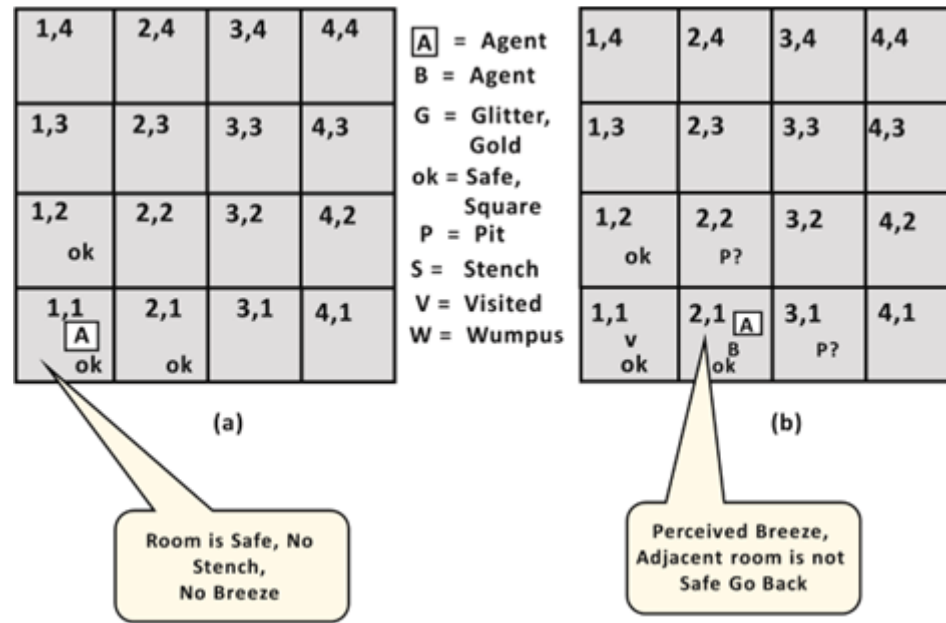 1,4 2,4 3,4 4,4
1,3 2,3 3,3 4,3
1,2 2,2 3,2 4,2
ok
1,1 2,1 3,1 4,1
A
ok ok
(a)
Room is Safe, No
Stench,
No Breeze
A = Agent
B = Agent
G = Glitter,
Gold
ok = Safe,
Square
P = Pit
S = Stench
V = Visited
W = Wumpus
1,4 2,4 3,4 4,4
1,3 2,3 3,3 4,3
1,2 2,2 3,2 4,2
ok P?
1,1 2,1 A 3,1 4,1
v B P?
ok ok
(b)
Perceived Breeze,
Adjacent room is not
Safe Go Back